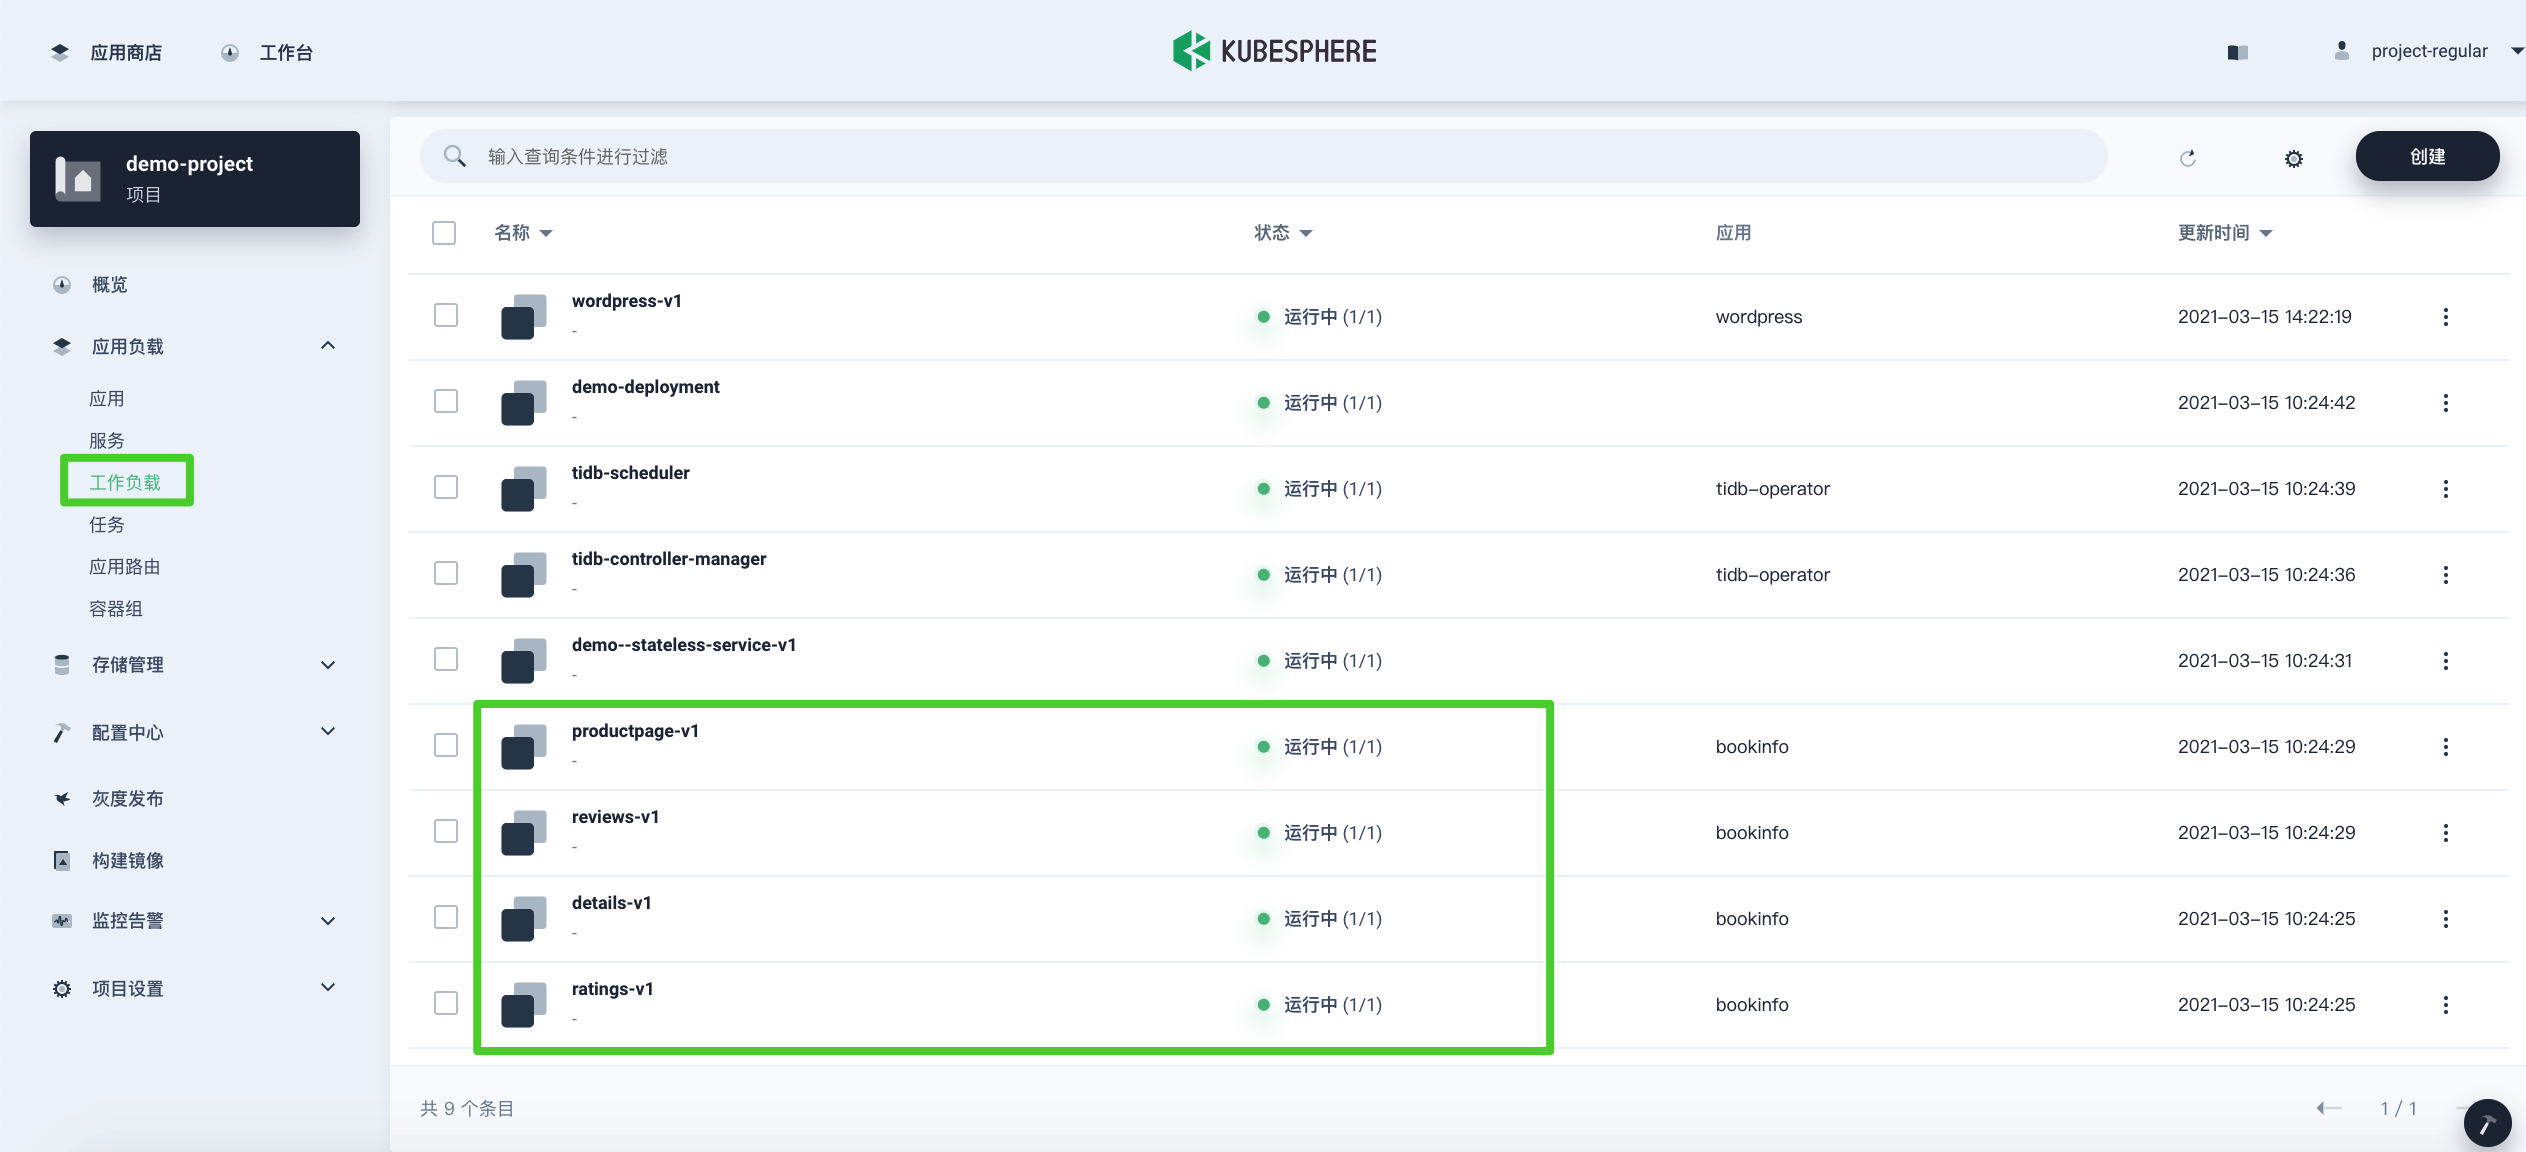 应用商店 工作台 KUBESPHERE project-regular
demo-project
项目
概览
应用负载
应用
服务
工作负载
任务
应用路由
容器组
存储管理
配置中心
灰度发布
构建镜像
监控告警
项目设置
输入查询条件进行过滤 创建
名称 状态 应用 更新时间
wordpress-v1
-
运行中 (1/1) wordpress 2021-03-15 14:22:19
demo-deployment
-
运行中 (1/1) 2021-03-15 10:24:42
tidb-scheduler
-
运行中 (1/1) tidb-operator 2021-03-15 10:24:39
tidb-controller-manager
-
运行中 (1/1) tidb-operator 2021-03-15 10:24:36
demo--stateless-service-v1
-
运行中 (1/1) 2021-03-15 10:24:31
productpage-v1
-
运行中 (1/1) bookinfo 2021-03-15 10:24:29
reviews-v1
-
运行中 (1/1) bookinfo 2021-03-15 10:24:29
details-v1
-
运行中 (1/1) bookinfo 2021-03-15 10:24:25
ratings-v1
-
运行中 (1/1) bookinfo 2021-03-15 10:24:25
共 9 个条目 1 / 1